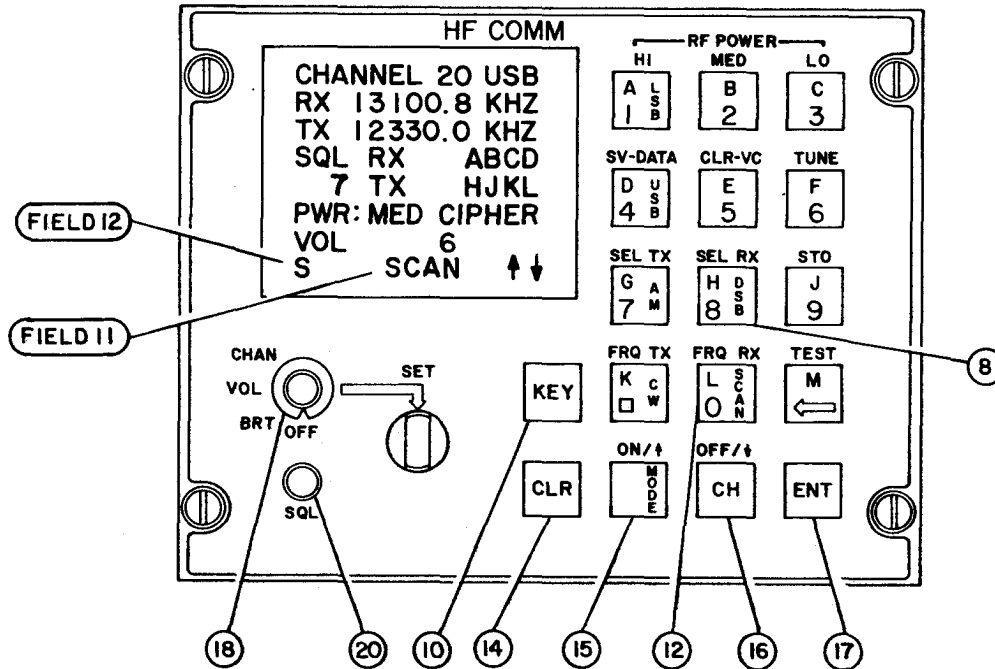 HF COMM
CHANNEL 20 USB
RX 13100.8 KHZ
TX 12330.0 KHZ
SQL RX ABCD
7 TX HJKL
PWR: MED CIPHER
VOL 6
S SCAN ↑↓
FIELD 12
FIELD 11
RF POWER
HI MED LO
A 1 LSB
B 2
C 3
SV-DATA CLR-VC TUNE
D 4 USB
E 5
F 6
SEL TX SEL RX STO
G 7 AM
H 8 DSB
J 9
8
FRQ TX FRQ RX TEST
K □ CW
L 0 SCAN
M ⇐
ON/↑ OFF/↓
MODE
CH
ENT
KEY
CLR
CHAN
VOL
BRT
OFF
SET
SQL
18 20 10 14 15 12 16 17